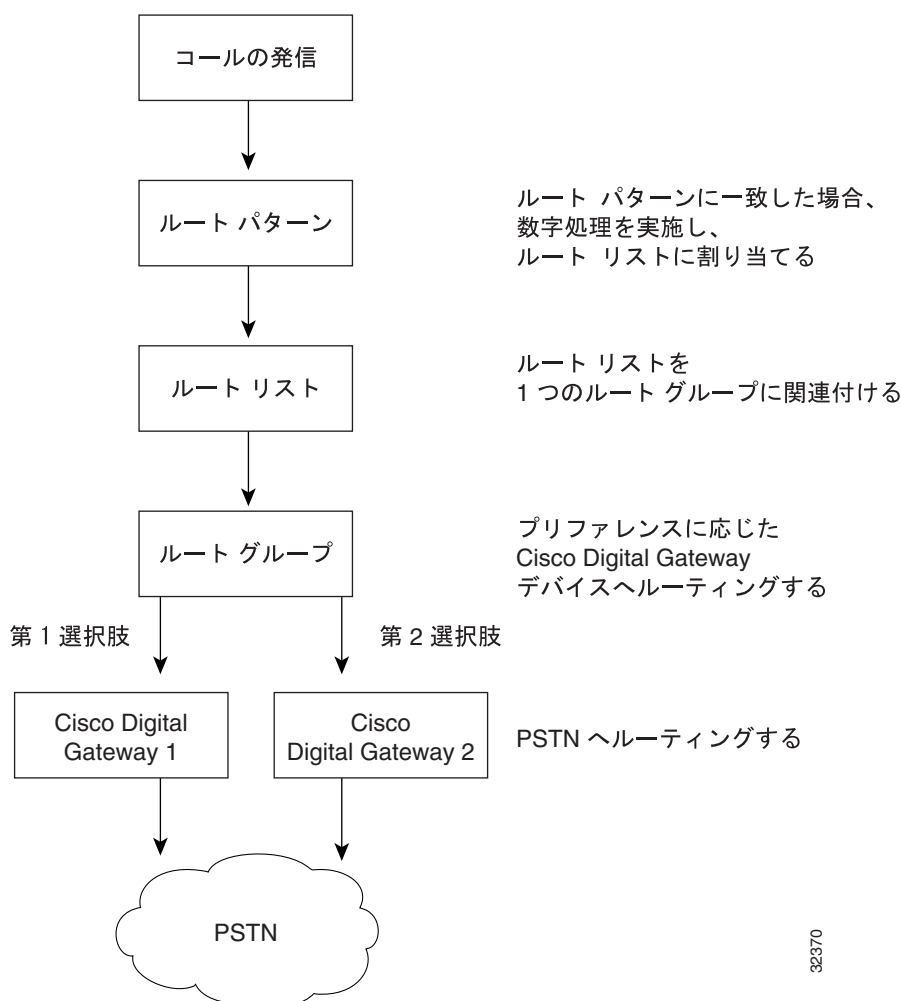 コールの発信
ルート パターン
ルート パターンに一致した場合、
数字処理を実施し、
ルート リストに割り当てる
ルート リスト
ルート リストを
1 つのルート グループに関連付ける
ルート グループ
プリファレンスに応じた
Cisco Digital Gateway
デバイスへルーティングする
第 1 選択肢
第 2 選択肢
Cisco Digital
Gateway 1
Cisco
Digital Gateway 2
PSTN へルーティングする
PSTN
32370